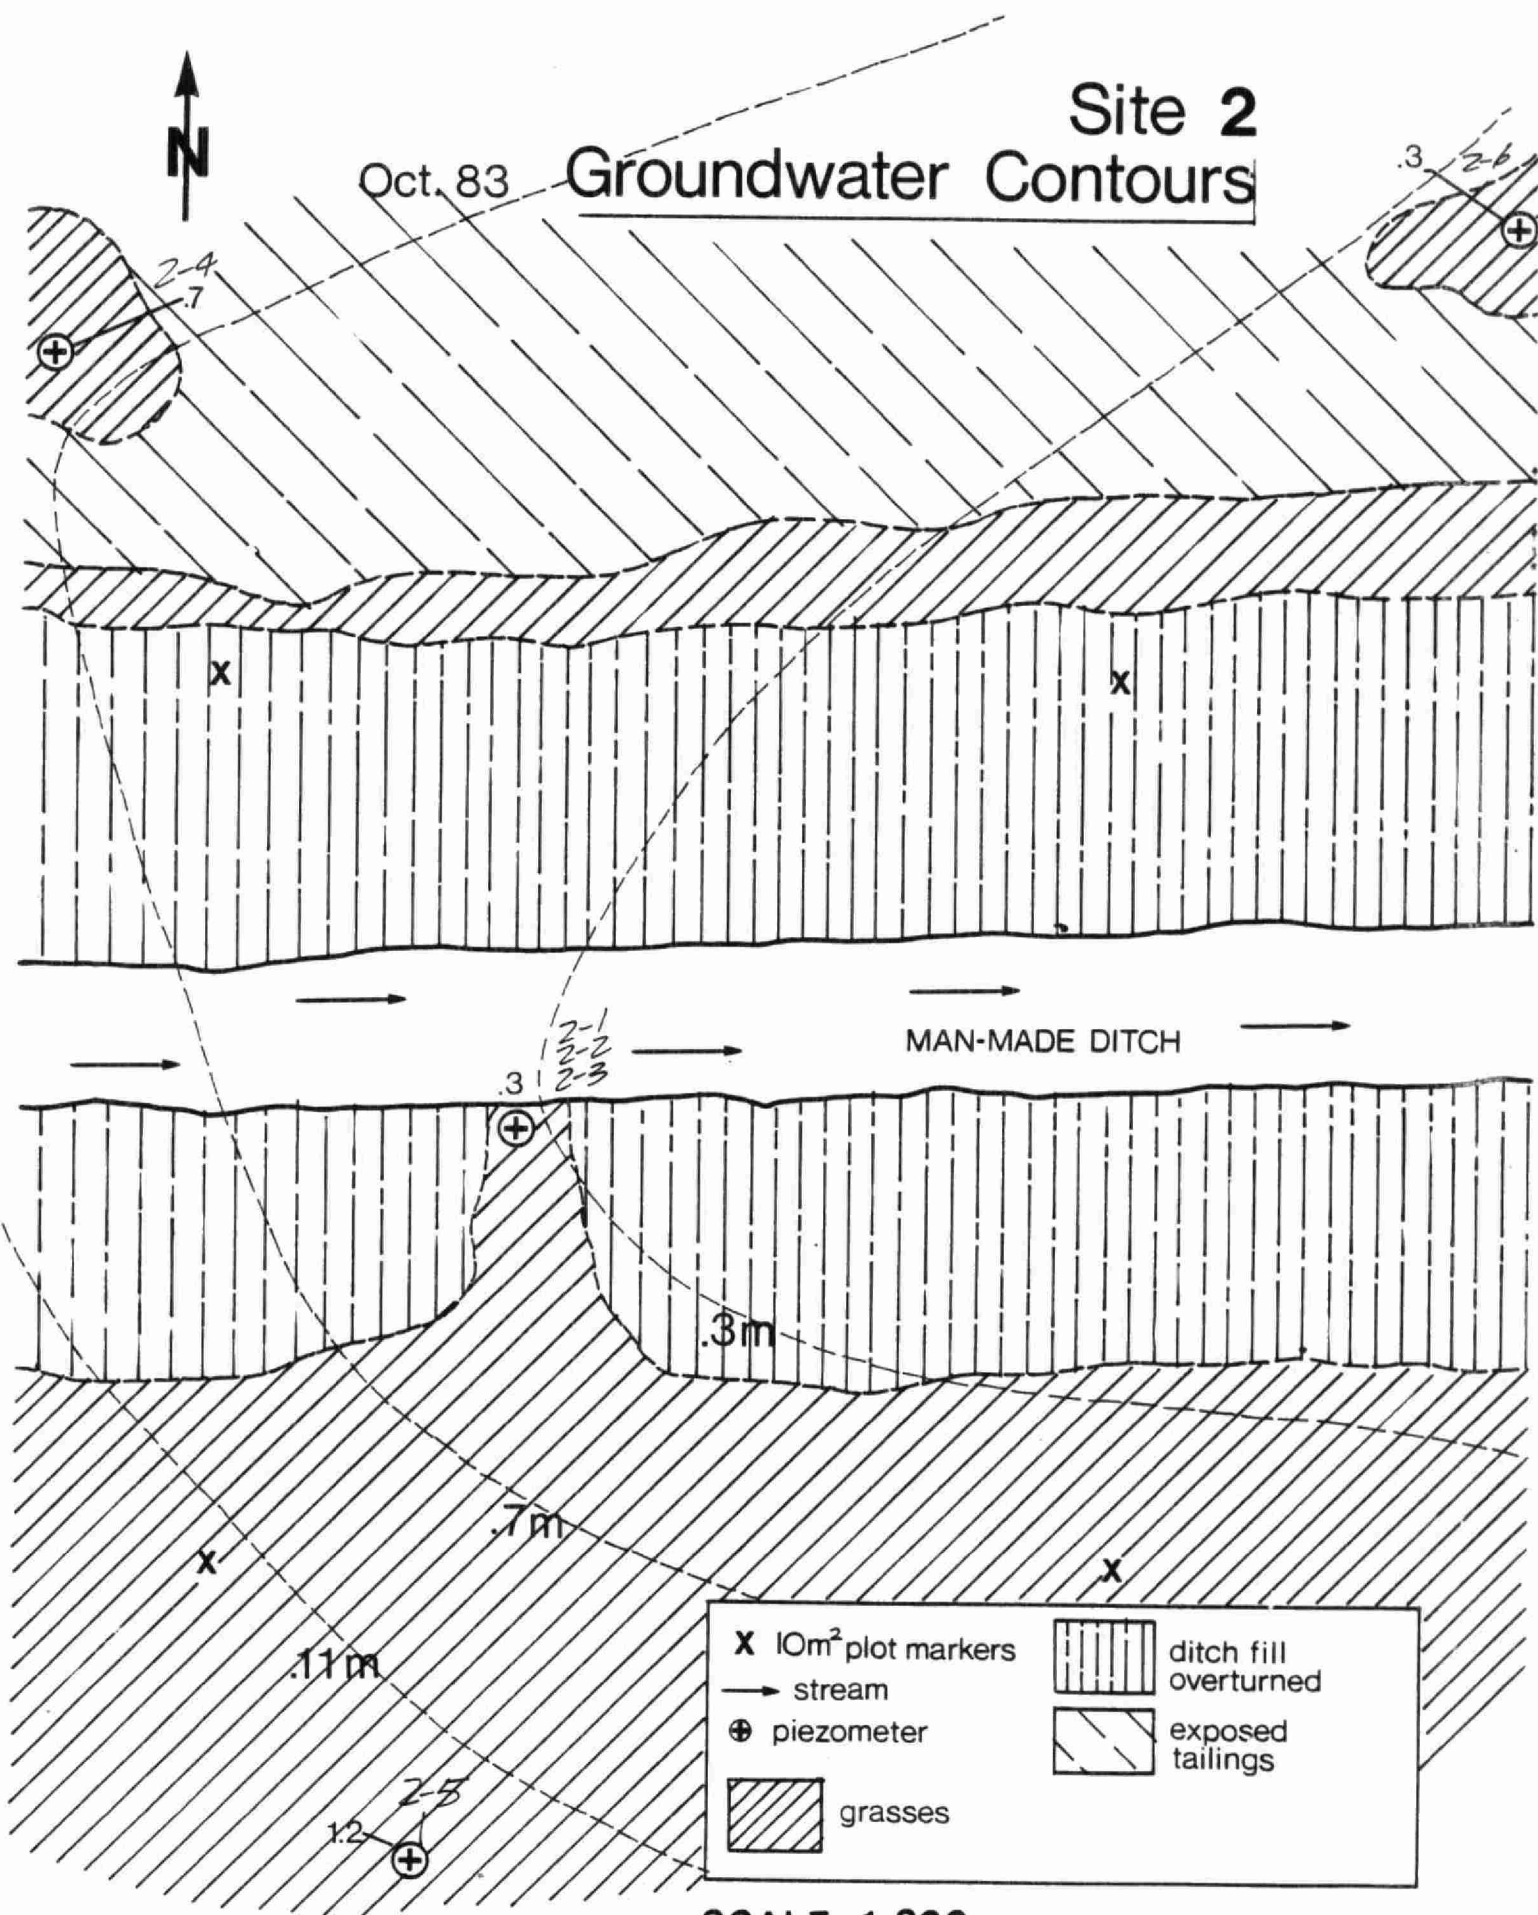 Site 2
Groundwater Contours
Oct. 83
N
.3
2-6
2-4
.7
x
x
MAN-MADE DITCH
2-1
2-2
2-3
.3
.3m
.7m
x
x
.11m
2-5
1.2
x 10m² plot markers
stream
piezometer
grasses
ditch fill
overturned
exposed
tailings